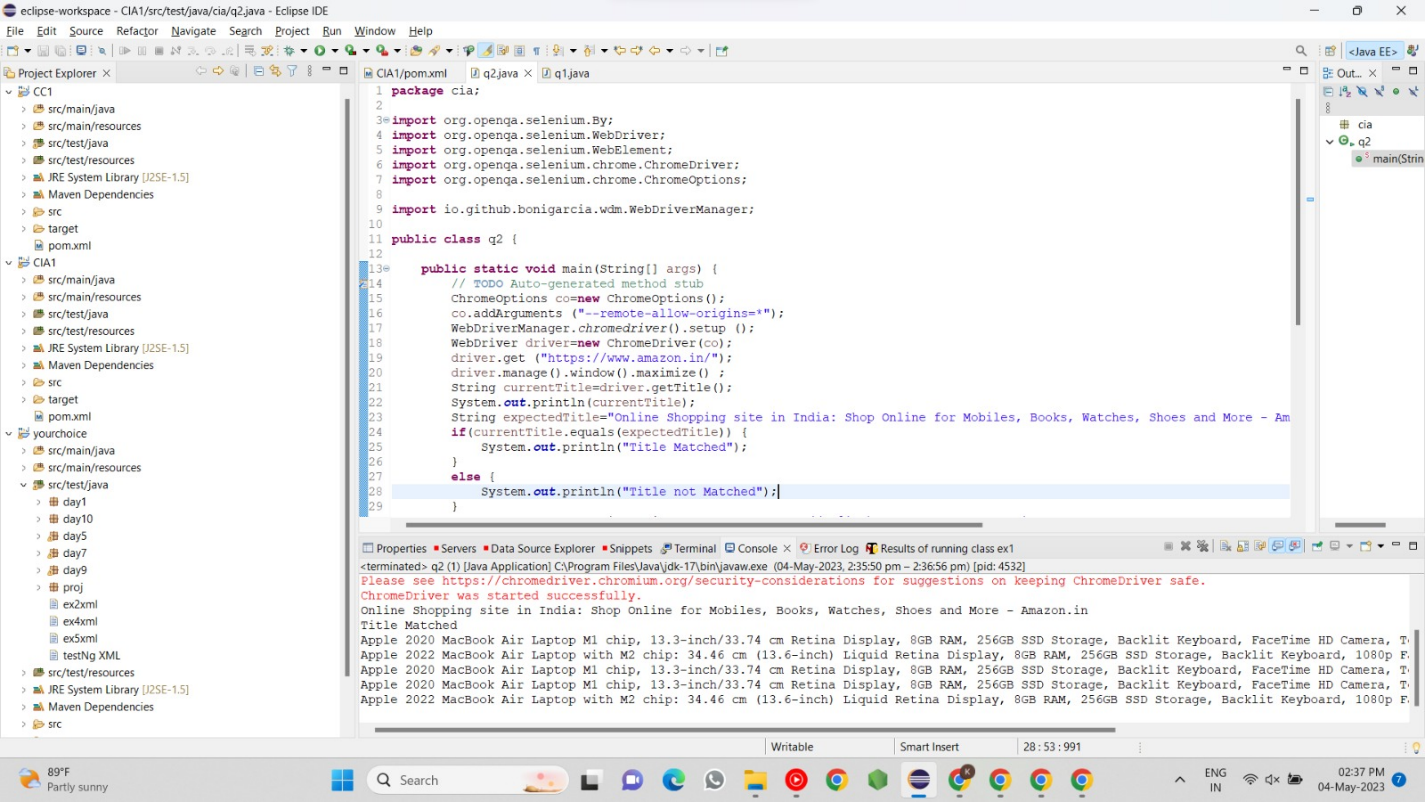 eclipse-workspace - CIA1/src/test/java/cia/q2.java - Eclipse IDE
File Edit Source Refactor Navigate Search Project Run Window Help
<Java EE>
Project Explorer
CC1
src/main/java
src/main/resources
src/test/java
src/test/resources
JRE System Library [J2SE-1.5]
Maven Dependencies
src
target
pom.xml
CIA1
src/main/java
src/main/resources
src/test/java
src/test/resources
JRE System Library [J2SE-1.5]
Maven Dependencies
src
target
pom.xml
yourchoice
src/main/java
src/main/resources
src/test/java
day1
day10
day5
day7
day9
proj
ex2xml
ex4xml
ex5xml
testNg XML
src/test/resources
JRE System Library [J2SE-1.5]
Maven Dependencies
src
CIA1/pom.xml q2.java q1.java
1 package cia;
2
3 import org.openqa.selenium.By;
4 import org.openqa.selenium.WebDriver;
5 import org.openqa.selenium.WebElement;
6 import org.openqa.selenium.chrome.ChromeDriver;
7 import org.openqa.selenium.chrome.ChromeOptions;
8
9 import io.github.bonigarcia.wdm.WebDriverManager;
10
11 public class q2 {
12
13 public static void main(String[] args) {
14 // TODO Auto-generated method stub
15 ChromeOptions co=new ChromeOptions();
16 co.addArguments ("--remote-allow-origins=*");
17 WebDriverManager.chromedriver().setup ();
18 WebDriver driver=new ChromeDriver(co);
19 driver.get ("https://www.amazon.in/");
20 driver.manage().window().maximize() ;
21 String currentTitle=driver.getTitle();
22 System.out.println(currentTitle);
23 String expectedTitle="Online Shopping site in India: Shop Online for Mobiles, Books, Watches, Shoes and More - Am
24 if(currentTitle.equals(expectedTitle)) {
25 System.out.println("Title Matched");
26 }
27 else {
28 System.out.println("Title not Matched");
29 }
Out...
cia
q2
main(Strin
Properties Servers Data Source Explorer Snippets Terminal Console Error Log Results of running class ex1
<terminated> q2 (1) [Java Application] C:\Program Files\Java\jdk-17\bin\javaw.exe (04-May-2023, 2:35:50 pm – 2:36:56 pm) [pid: 4532]
Please see https://chromedriver.chromium.org/security-considerations for suggestions on keeping ChromeDriver safe.
ChromeDriver was started successfully.
Online Shopping site in India: Shop Online for Mobiles, Books, Watches, Shoes and More - Amazon.in
Title Matched
Apple 2020 MacBook Air Laptop M1 chip, 13.3-inch/33.74 cm Retina Display, 8GB RAM, 256GB SSD Storage, Backlit Keyboard, FaceTime HD Camera, T
Apple 2022 MacBook Air Laptop with M2 chip: 34.46 cm (13.6-inch) Liquid Retina Display, 8GB RAM, 256GB SSD Storage, Backlit Keyboard, 1080p F
Apple 2020 MacBook Air Laptop M1 chip, 13.3-inch/33.74 cm Retina Display, 8GB RAM, 256GB SSD Storage, Backlit Keyboard, FaceTime HD Camera, T
Apple 2020 MacBook Air Laptop M1 chip, 13.3-inch/33.74 cm Retina Display, 8GB RAM, 256GB SSD Storage, Backlit Keyboard, FaceTime HD Camera, T
Apple 2022 MacBook Air Laptop with M2 chip: 34.46 cm (13.6-inch) Liquid Retina Display, 8GB RAM, 256GB SSD Storage, Backlit Keyboard, 1080p F
Writable Smart Insert 28 : 53 : 991
89°F
Partly sunny
Search
K
ENG
IN
02:37 PM
04-May-2023
7